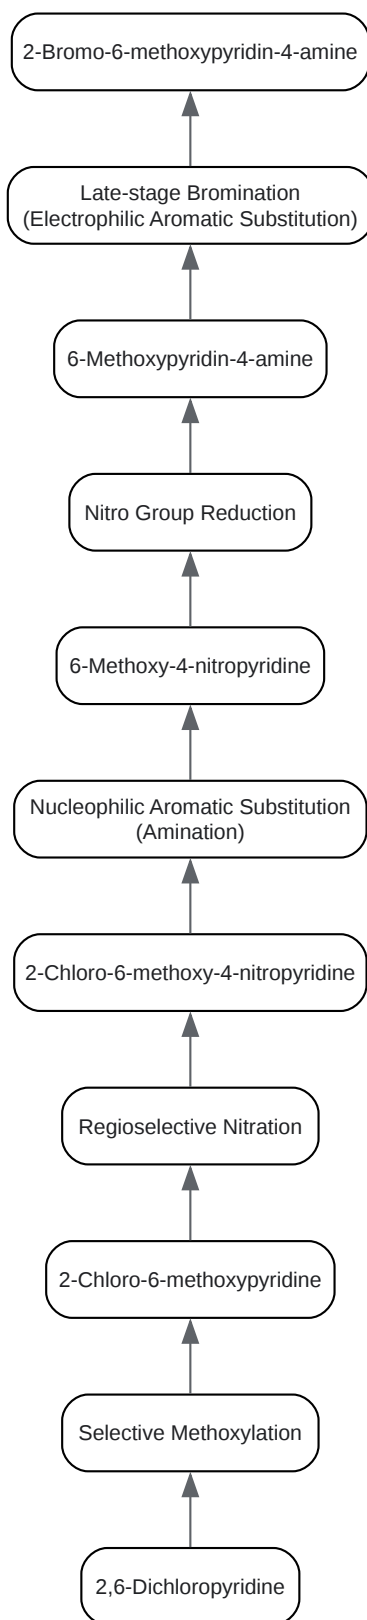 2-Bromo-6-methoxypyridin-4-amine
Late-stage Bromination
(Electrophilic Aromatic Substitution)
6-Methoxypyridin-4-amine
Nitro Group Reduction
6-Methoxy-4-nitropyridine
Nucleophilic Aromatic Substitution
(Amination)
2-Chloro-6-methoxy-4-nitropyridine
Regioselective Nitration
2-Chloro-6-methoxypyridine
Selective Methoxylation
2,6-Dichloropyridine